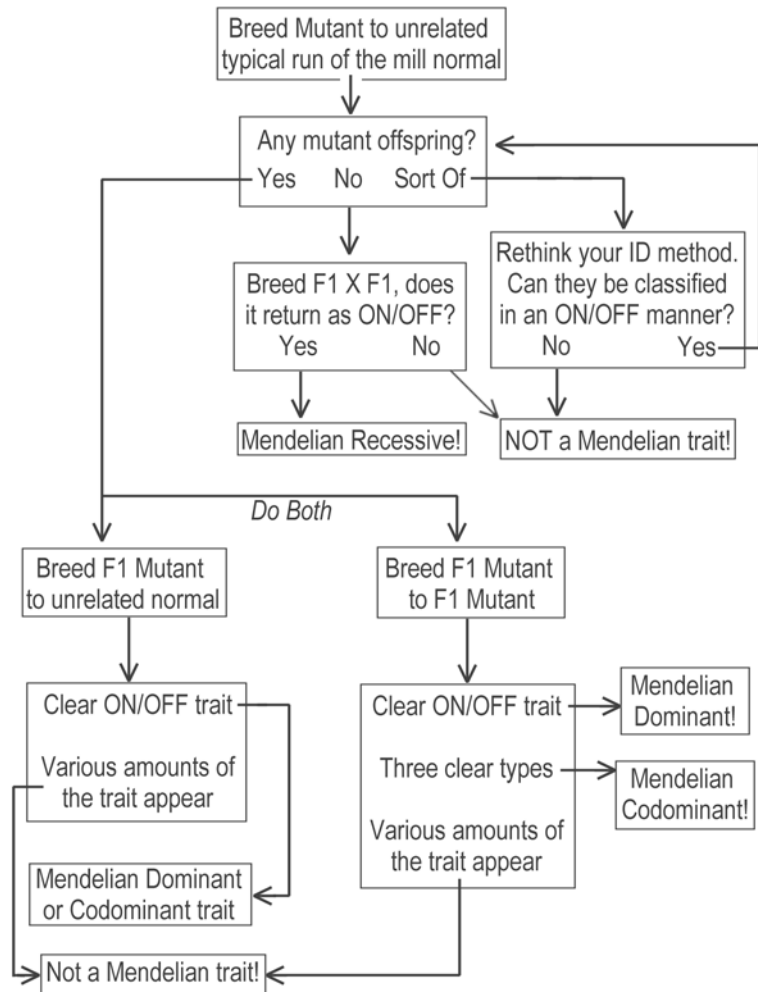 Breed Mutant to unrelated
typical run of the mill normal
Any mutant offspring?
Yes No Sort Of
Breed F1 X F1, does
it return as ON/OFF?
Yes No
Rethink your ID method.
Can they be classified
in an ON/OFF manner?
No Yes
Mendelian Recessive!
NOT a Mendelian trait!
Do Both
Breed F1 Mutant
to unrelated normal
Breed F1 Mutant
to F1 Mutant
Clear ON/OFF trait
Various amounts of
the trait appear
Clear ON/OFF trait
Three clear types
Various amounts of
the trait appear
Mendelian
Dominant!
Mendelian
Codominant!
Mendelian Dominant
or Codominant trait
Not a Mendelian trait!